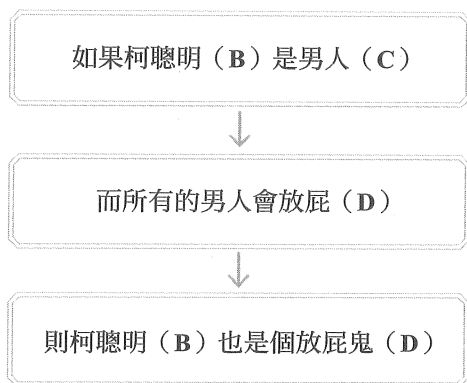 如果柯聰明（B）是男人（C）
而所有的男人會放屁（D）
則柯聰明（B）也是個放屁鬼（D）